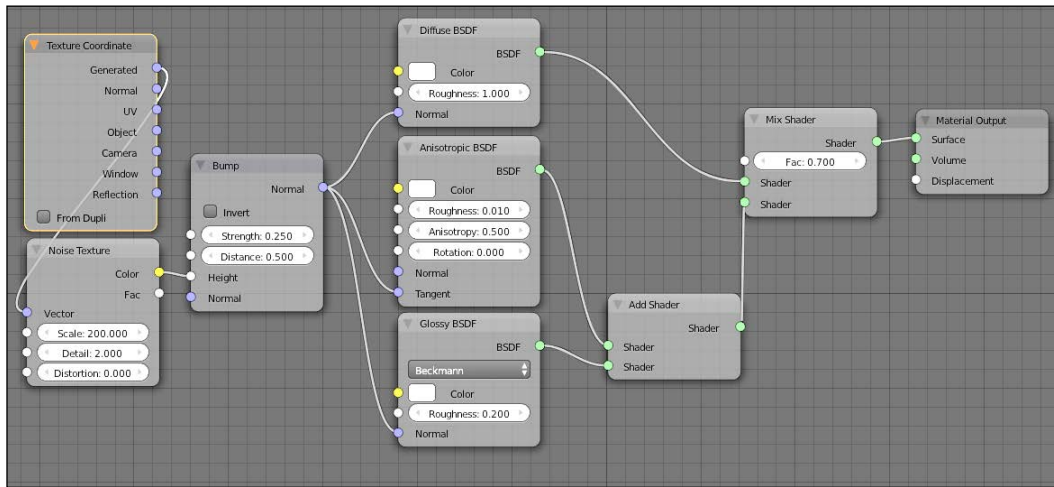 Texture Coordinate
Generated
Normal
UV
Object
Camera
Window
Reflection
From Dupli
Noise Texture
Color
Fac
Vector
Scale: 200.000
Detail: 2.000
Distortion: 0.000
Bump
Normal
Invert
Strength: 0.250
Distance: 0.500
Height
Normal
Diffuse BSDF
BSDF
Color
Roughness: 1.000
Normal
Anisotropic BSDF
BSDF
Color
Roughness: 0.010
Anisotropy: 0.500
Rotation: 0.000
Normal
Tangent
Glossy BSDF
BSDF
Beckmann
Color
Roughness: 0.200
Normal
Add Shader
Shader
Shader
Shader
Mix Shader
Shader
Fac: 0.700
Shader
Shader
Material Output
Surface
Volume
Displacement